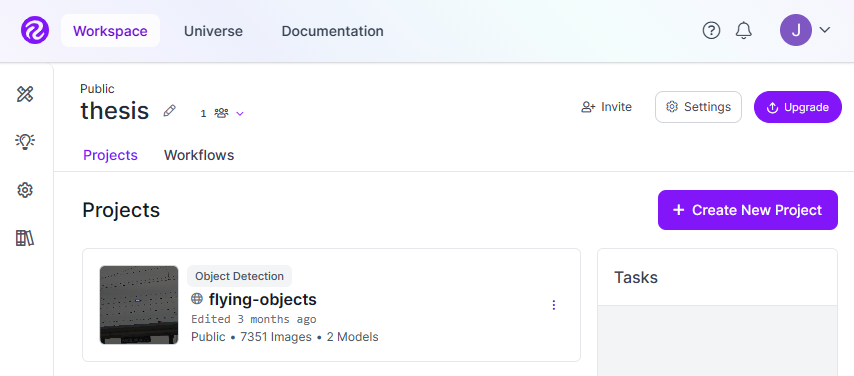 Workspace Universe Documentation J
Public
thesis 1 Invite Settings Upgrade
Projects Workflows
Projects + Create New Project
Object Detection
flying-objects
Edited 3 months ago
Public • 7351 Images • 2 Models
Tasks